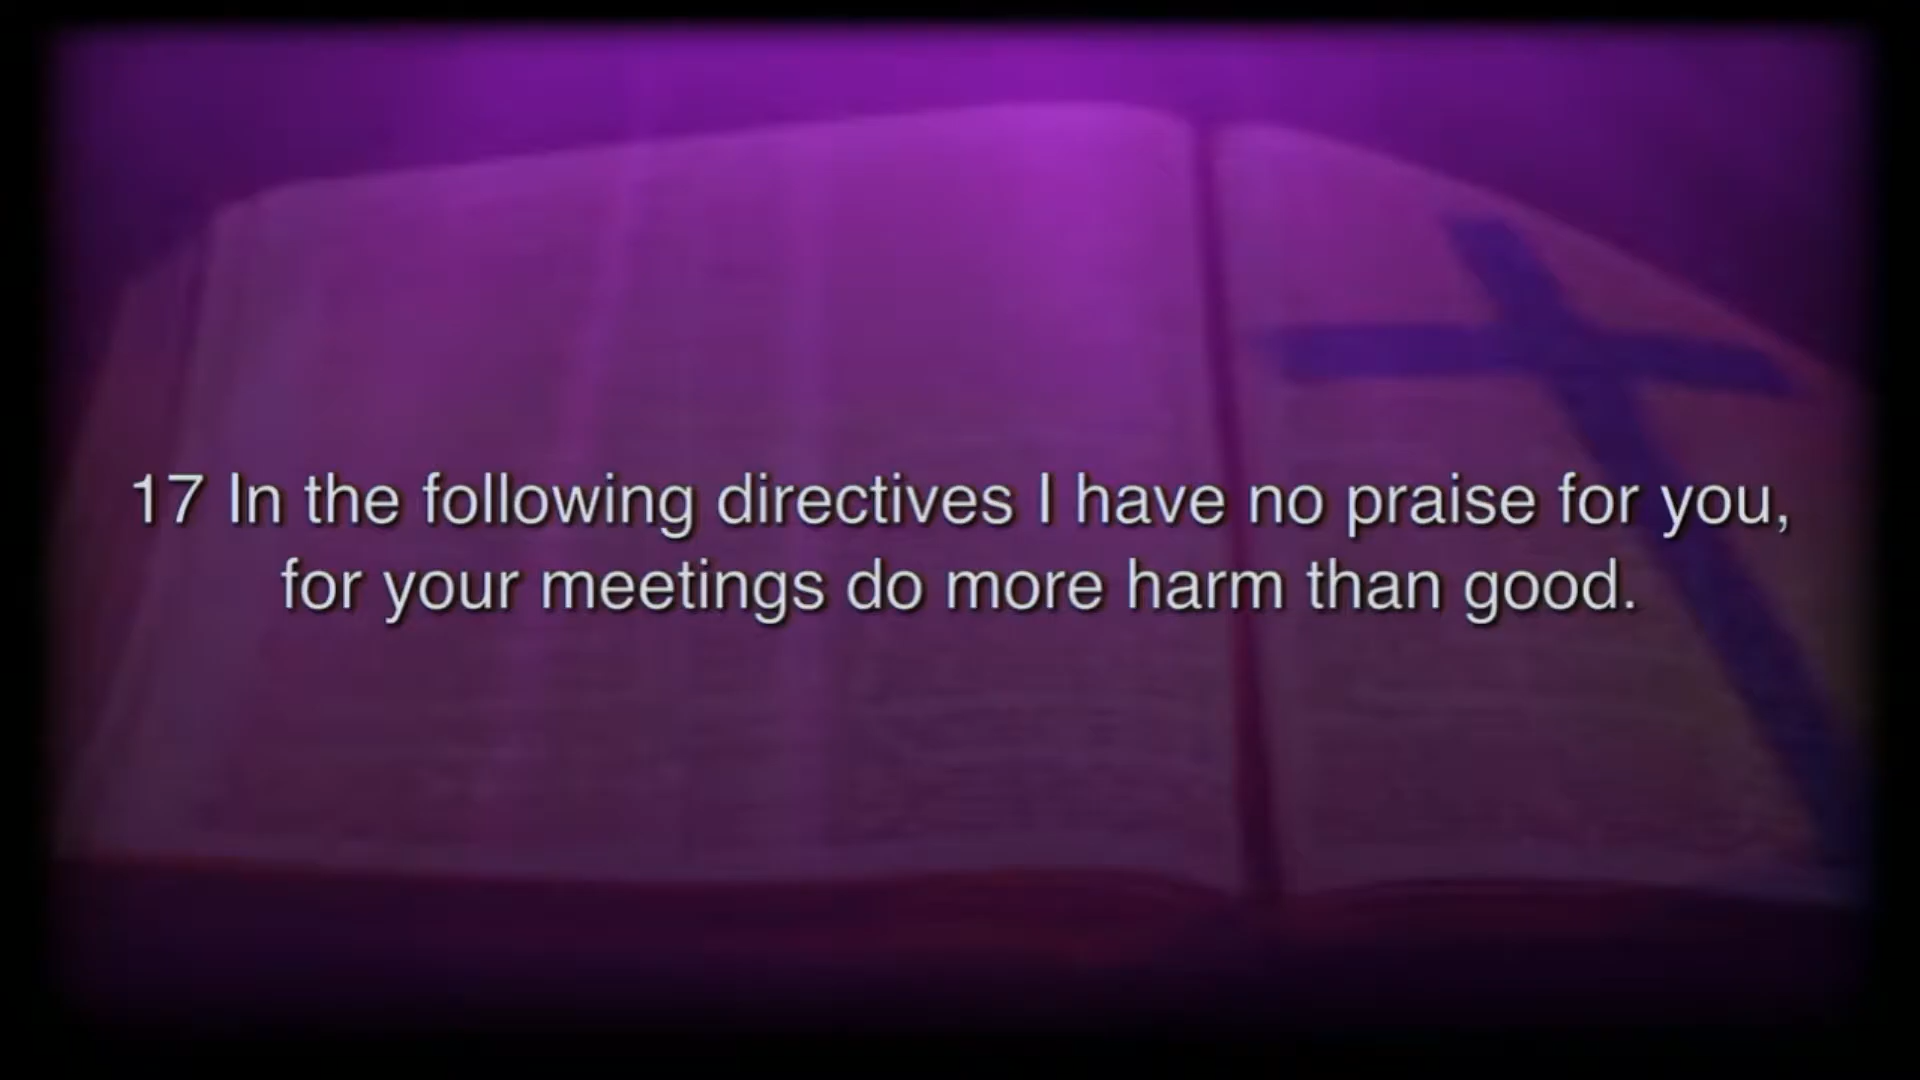 17 In the following directives I have no praise for you,
for your meetings do more harm than good.